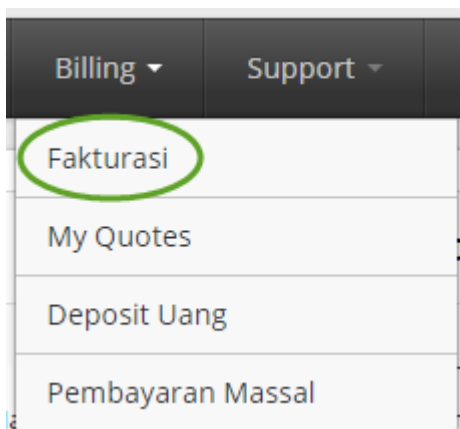 Billing Support
Fakturasi
My Quotes
Deposit Uang
Pembayaran Massal